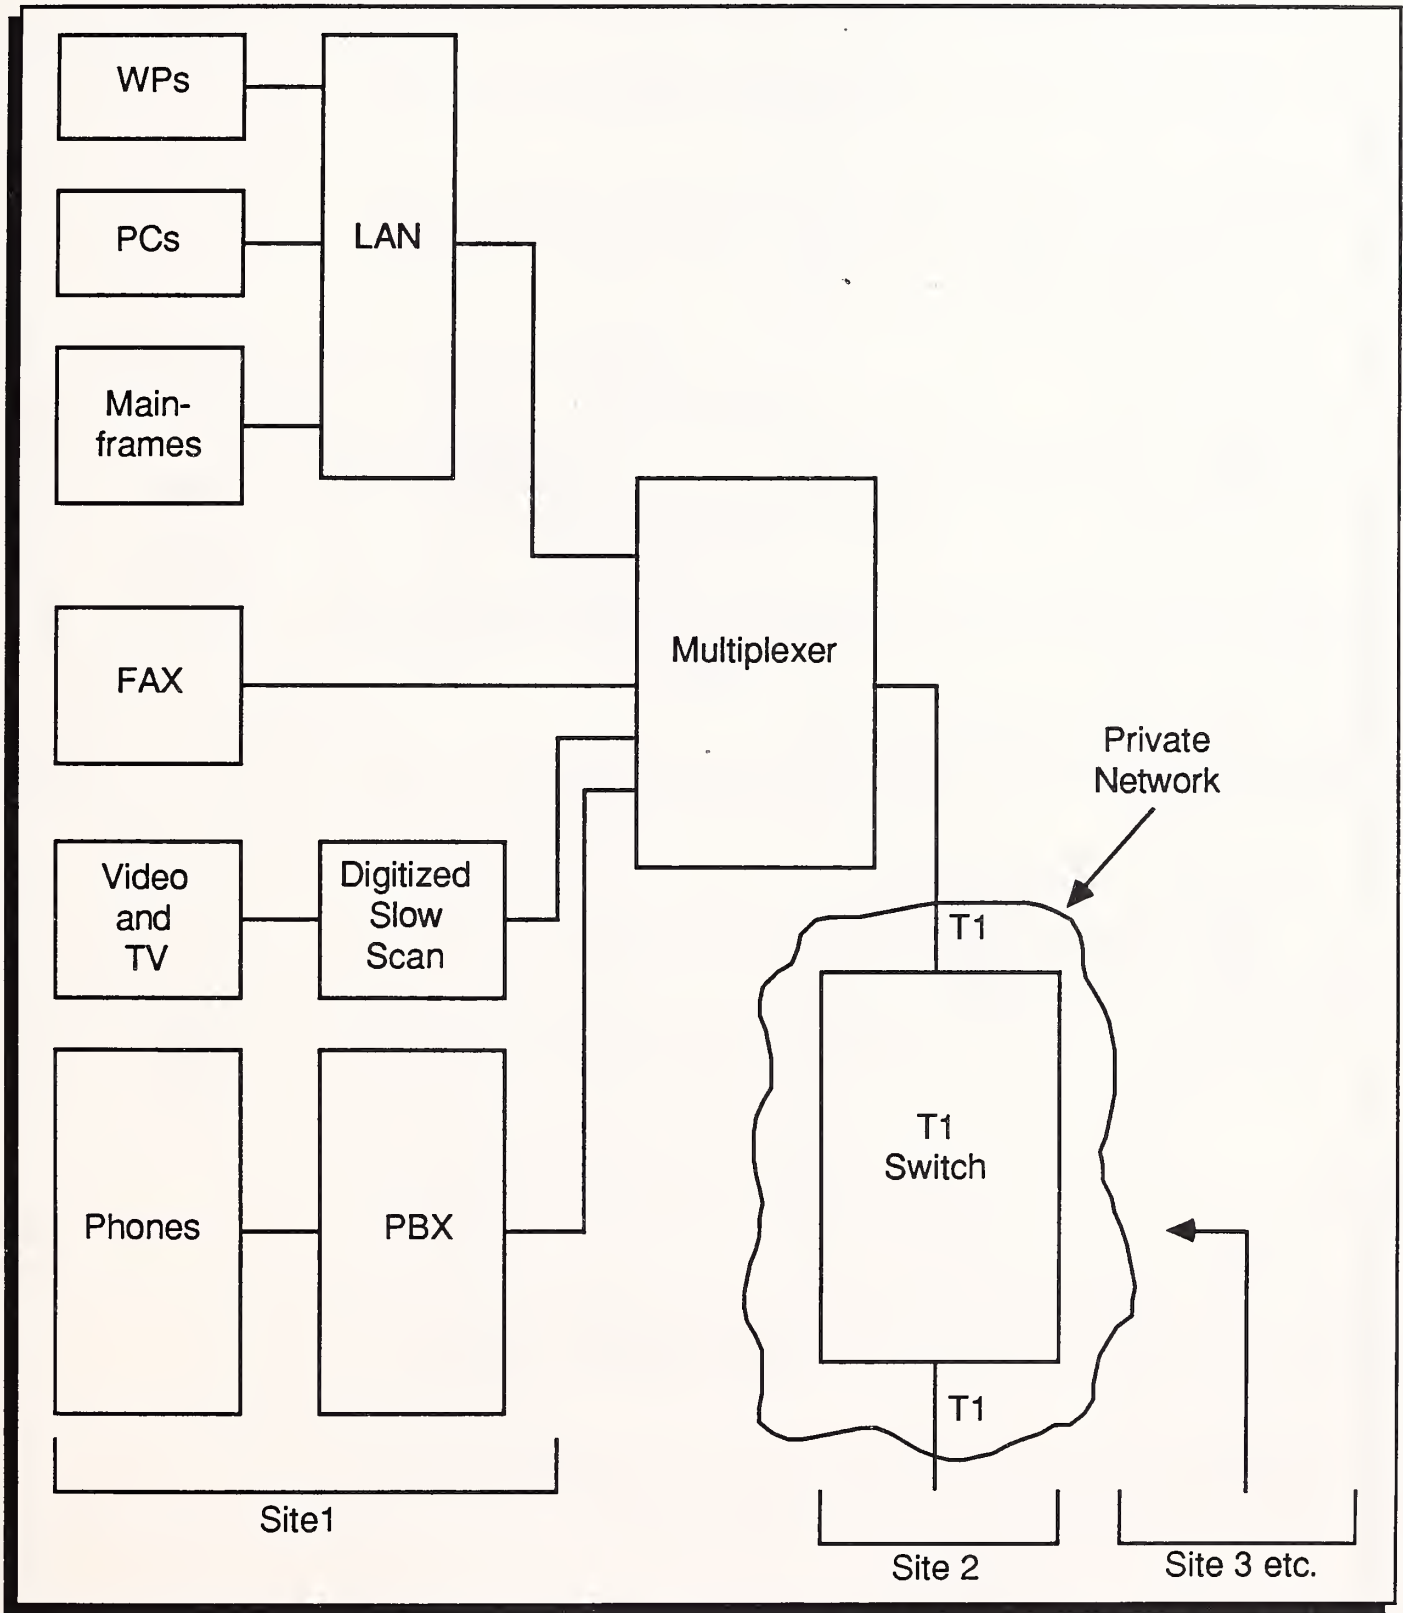 WPs
PCs
LAN
Main-
frames
Multiplexer
FAX
Private
Network
Video
and
TV
Digitized
Slow
Scan
T1
T1
Switch
Phones
PBX
T1
Site1
Site 2
Site 3 etc.